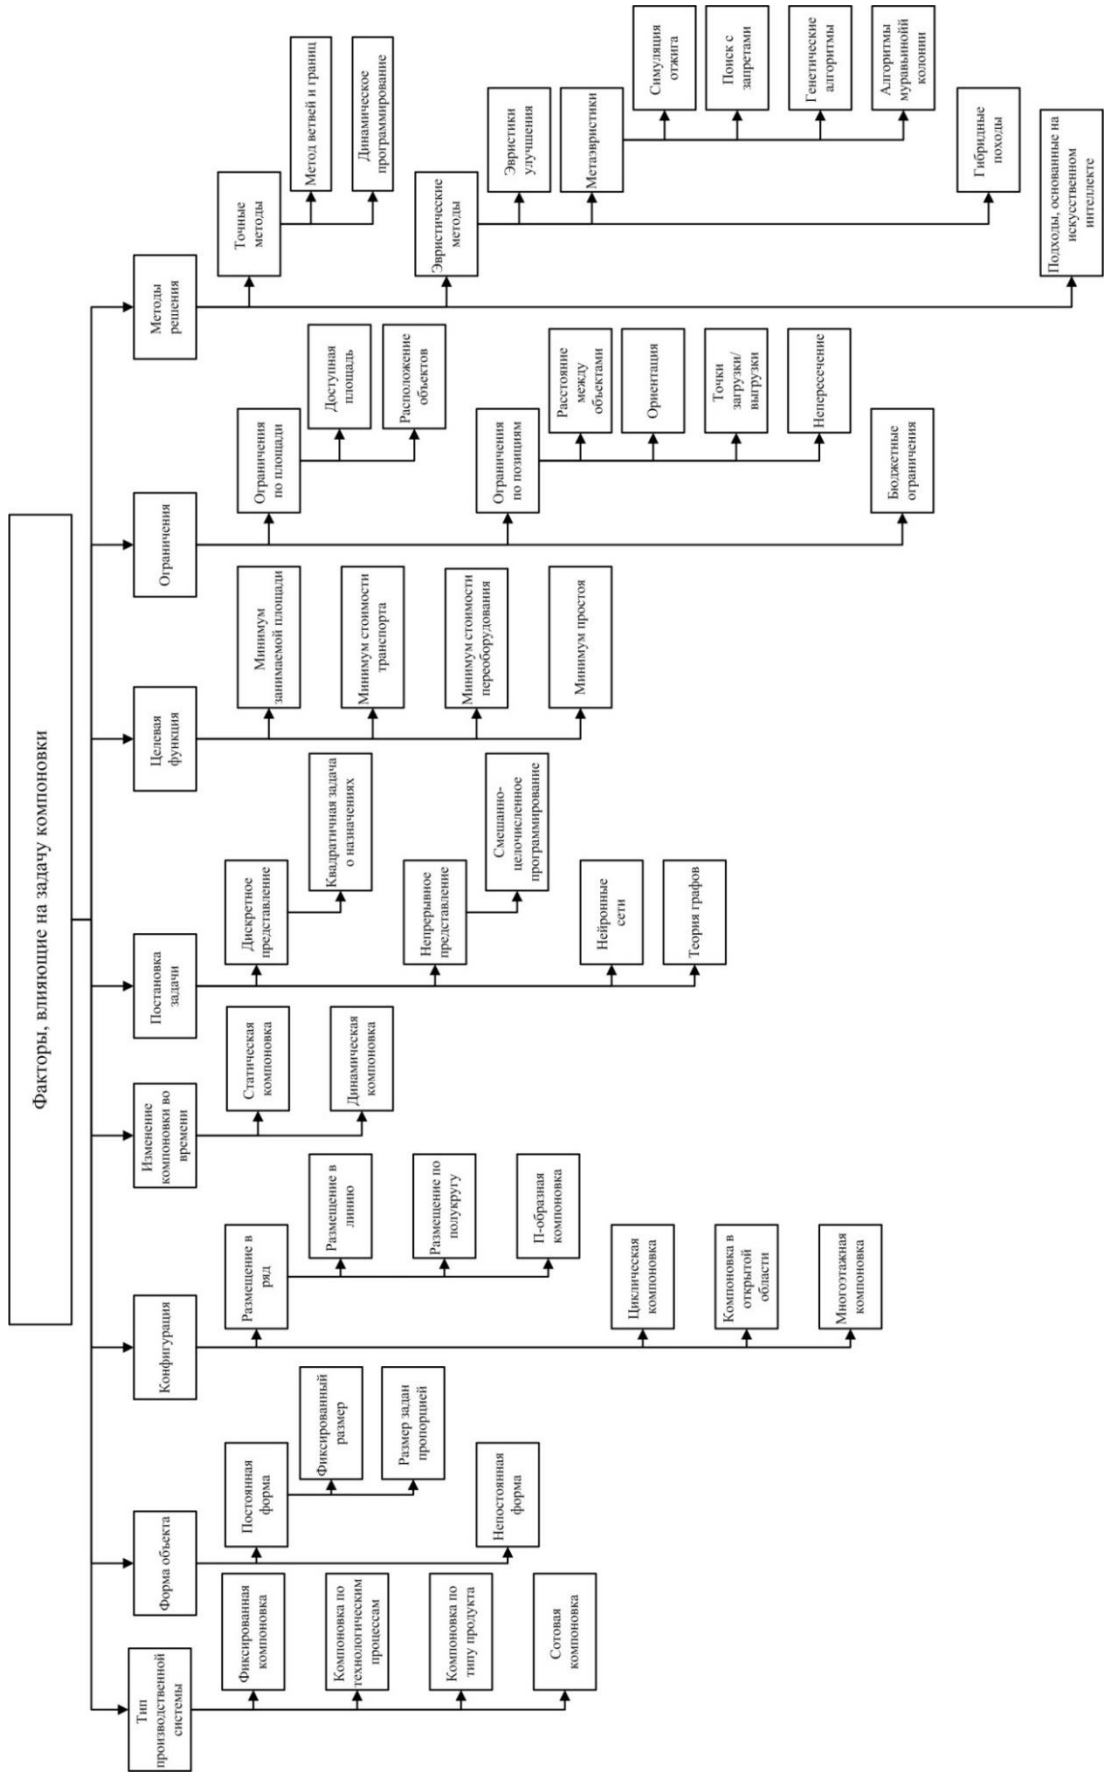 Факторы, влияющие на задачу компоновки
Тип
производственной
системы
Фиксированная
компоновка
Компоновка по
технологическим
процессам
Компоновка по
типу продукта
Сотовая
компоновка
Форма объекта
Постоянная
форма
Фиксированный
размер
Размер задан
пропорцией
Непостоянная
форма
Конфигурация
Размещение в
ряд
Размещение в
линию
Размещение по
полукругу
П-образная
компоновка
Циклическая
компоновка
Компоновка в
открытой
области
Многоэтажная
компоновка
Изменение
компоновки во
времени
Статическая
компоновка
Динамическая
компоновка
Постановка
задачи
Дискретное
представление
Квадратичная задача
о назначениях
Непрерывное
представление
Смешанно-
целочисленное
программирование
Нейронные
сети
Теория графов
Целевая
функция
Минимум
занимаемой площади
Минимум стоимости
транспорта
Минимум стоимости
переоборудования
Минимум простоя
Ограничения
Ограничения
по площади
Доступная
площадь
Расположение
объектов
Ограничения
по позициям
Расстояние
между
объектами
Ориентация
Точки
загрузки/
выгрузки
Непересечение
Бюджетные
ограничения
Методы
решения
Точные
методы
Метод ветвей и границ
Динамическое
программирование
Эвристические
методы
Эвристики
улучшения
Метаэвристики
Симуляция
отжига
Поиск с
запретами
Генетические
алгоритмы
Алгоритмы
муравьинойй
колонии
Гибридные
походы
Подходы, основанные на
искусственном
интеллекте